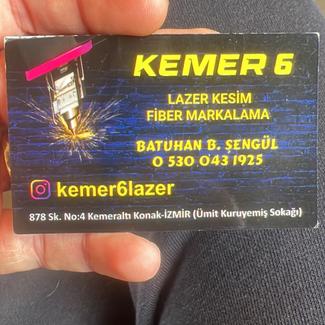 KEMER 6
LAZER KESİM
FİBER MARKALAMA
BATUHAN B. ŞENGÜL
0 530 043 1925
kemer6lazer
878 Sk. No:4 Kemeraltı Konak-İZMİR (Ümit Kuruyemiş Sokağı)